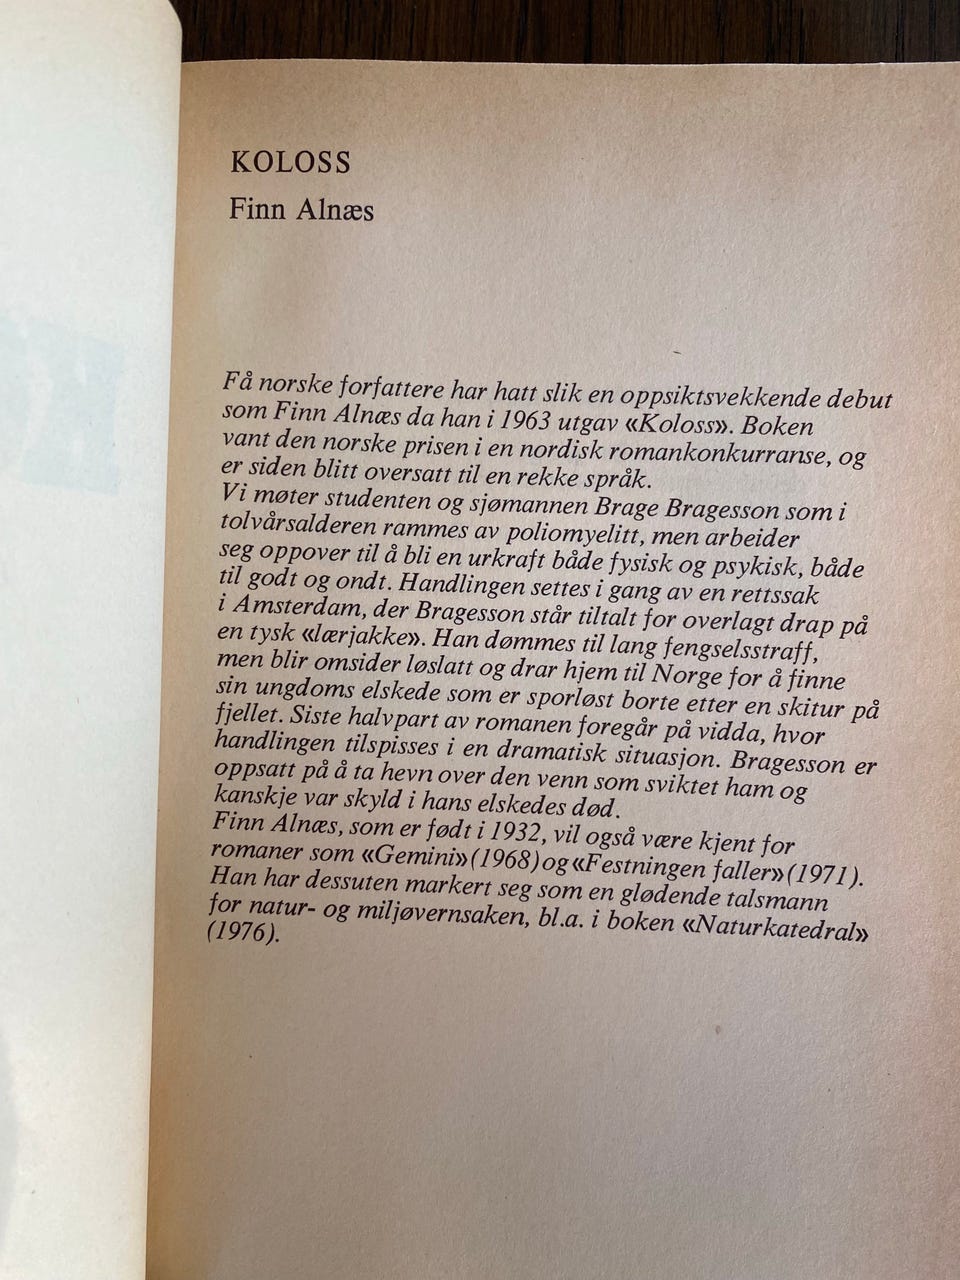 KOLOSS
Finn Alnæs
Få norske forfattere har hatt slik en oppsiktsvekkende debut
som Finn Alnæs da han i 1963 utgav «Koloss». Boken
vant den norske prisen i en nordisk romankonkurranse, og
er siden blitt oversatt til en rekke språk.
Vi møter studenten og sjømannen Brage Bragesson som i
tolvårsalderen rammes av poliomyelitt, men arbeider
seg oppover til å bli en urkraft både fysisk og psykisk, både
til godt og ondt. Handlingen settes i gang av en rettssak
i Amsterdam, der Bragesson står tiltalt for overlagt drap på
en tysk «lærjakke». Han dømmes til lang fengselsstraff,
men blir omsider løslatt og drar hjem til Norge for å finne
sin ungdoms elskede som er sporløst borte etter en skitur på
fjellet. Siste halvpart av romanen foregår på vidda, hvor
handlingen tilspisses i en dramatisk situasjon. Bragesson er
oppsatt på å ta hevn over den venn som sviktet ham og
kanskje var skyld i hans elskedes død.
Finn Alnæs, som er født i 1932, vil også være kjent for
romaner som «Gemini» (1968) og «Festningen faller» (1971).
Han har dessuten markert seg som en glødende talsmann
for natur- og miljøvernsaken, bl.a. i boken «Naturkatedral»
(1976).